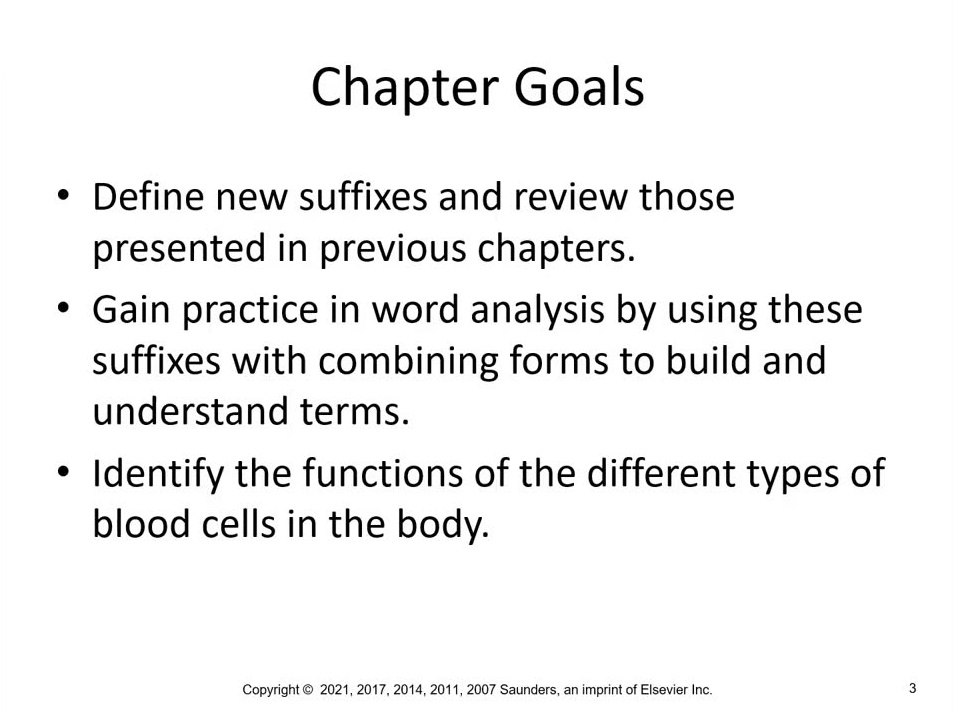 Chapter Goals
• Define new suffixes and review those
presented in previous chapters.
• Gain practice in word analysis by using these
suffixes with combining forms to build and
understand terms.
• Identify the functions of the different types of
blood cells in the body.
Copyright © 2021, 2017, 2014, 2011, 2007 Saunders, an imprint of Elsevier Inc.
3